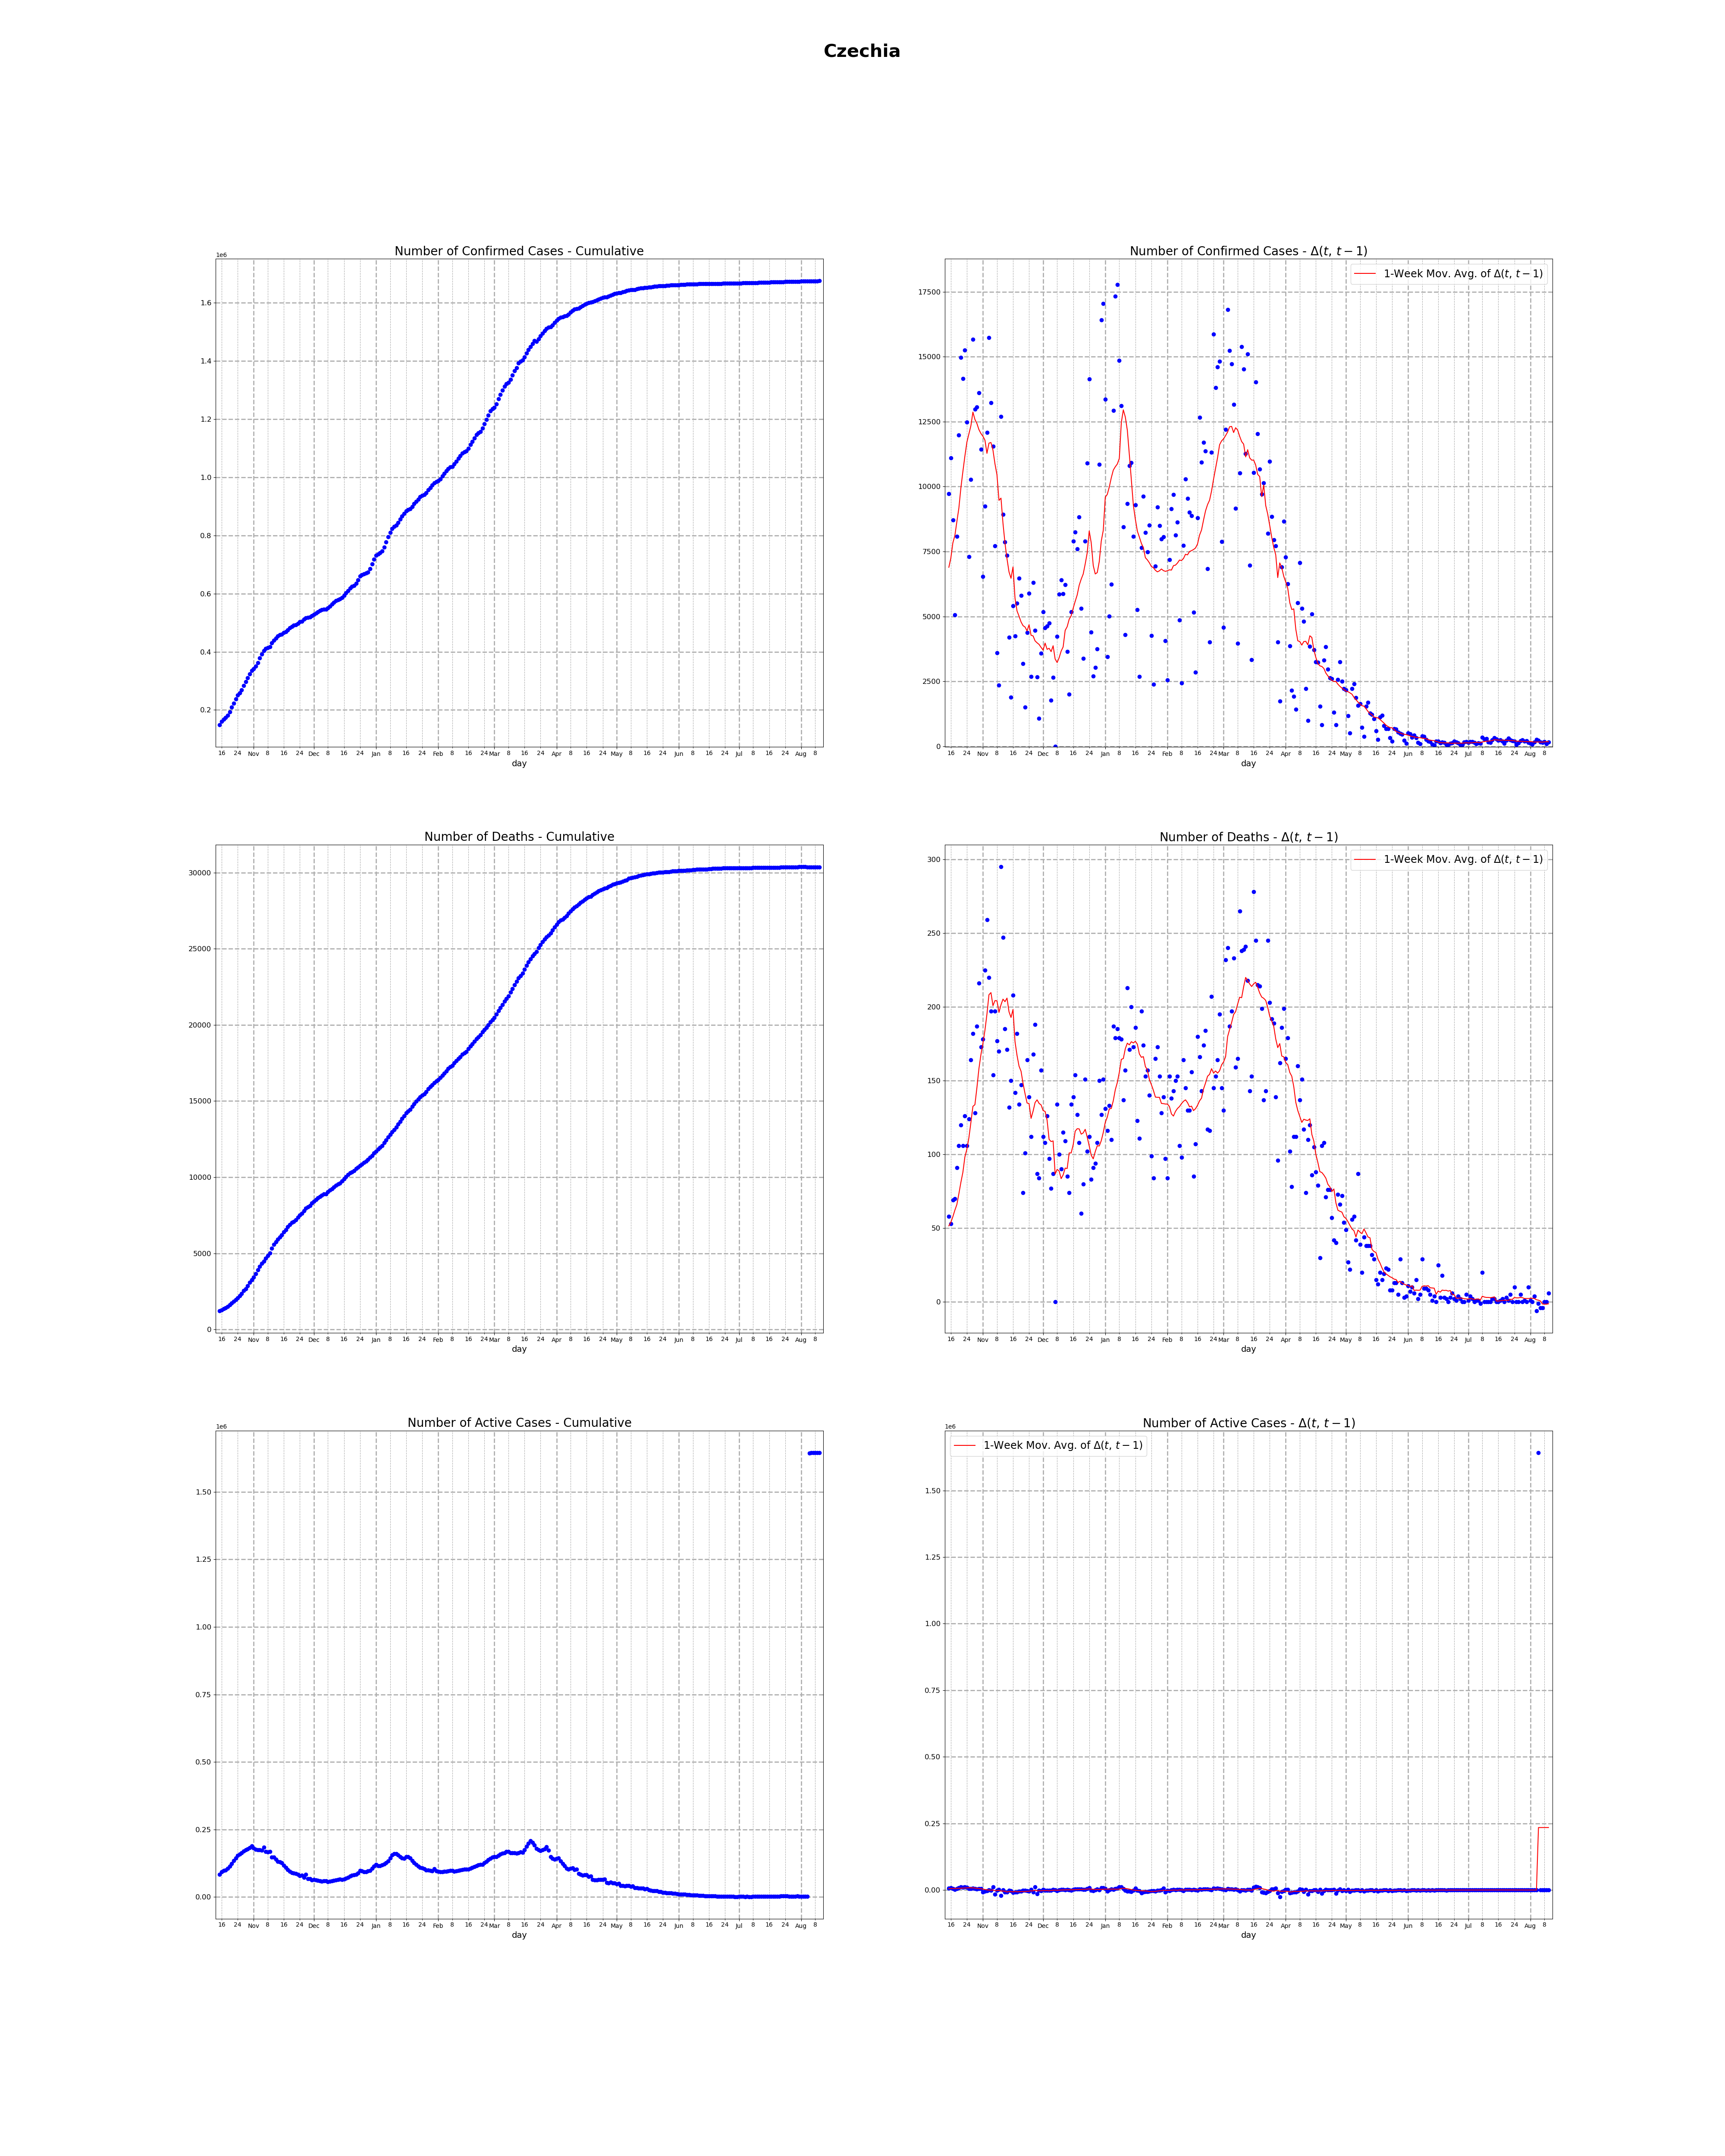 Czechia
Number of Confirmed Cases - Cumulative
1e6
1.6
1.4
1.2
1.0
0.8
0.6
0.4
0.2
16 24 Nov 8 16 24 Dec 8 16 24 Jan 8 16 24 Feb 8 16 24 Mar 8 16 24 Apr 8 16 24 May 8 16 24 Jun 8 16 24 Jul 8 16 24 Aug 8
day
Number of Confirmed Cases - Δ(t, t − 1)
1-Week Mov. Avg. of Δ(t, t − 1)
17500
15000
12500
10000
7500
5000
2500
0
16 24 Nov 8 16 24 Dec 8 16 24 Jan 8 16 24 Feb 8 16 24 Mar 8 16 24 Apr 8 16 24 May 8 16 24 Jun 8 16 24 Jul 8 16 24 Aug 8
day
Number of Deaths - Cumulative
30000
25000
20000
15000
10000
5000
0
16 24 Nov 8 16 24 Dec 8 16 24 Jan 8 16 24 Feb 8 16 24 Mar 8 16 24 Apr 8 16 24 May 8 16 24 Jun 8 16 24 Jul 8 16 24 Aug 8
day
Number of Deaths - Δ(t, t − 1)
1-Week Mov. Avg. of Δ(t, t − 1)
300
250
200
150
100
50
0
16 24 Nov 8 16 24 Dec 8 16 24 Jan 8 16 24 Feb 8 16 24 Mar 8 16 24 Apr 8 16 24 May 8 16 24 Jun 8 16 24 Jul 8 16 24 Aug 8
day
Number of Active Cases - Cumulative
1e6
1.50
1.25
1.00
0.75
0.50
0.25
0.00
16 24 Nov 8 16 24 Dec 8 16 24 Jan 8 16 24 Feb 8 16 24 Mar 8 16 24 Apr 8 16 24 May 8 16 24 Jun 8 16 24 Jul 8 16 24 Aug 8
day
Number of Active Cases - Δ(t, t − 1)
1e6
1-Week Mov. Avg. of Δ(t, t − 1)
1.50
1.25
1.00
0.75
0.50
0.25
0.00
16 24 Nov 8 16 24 Dec 8 16 24 Jan 8 16 24 Feb 8 16 24 Mar 8 16 24 Apr 8 16 24 May 8 16 24 Jun 8 16 24 Jul 8 16 24 Aug 8
day